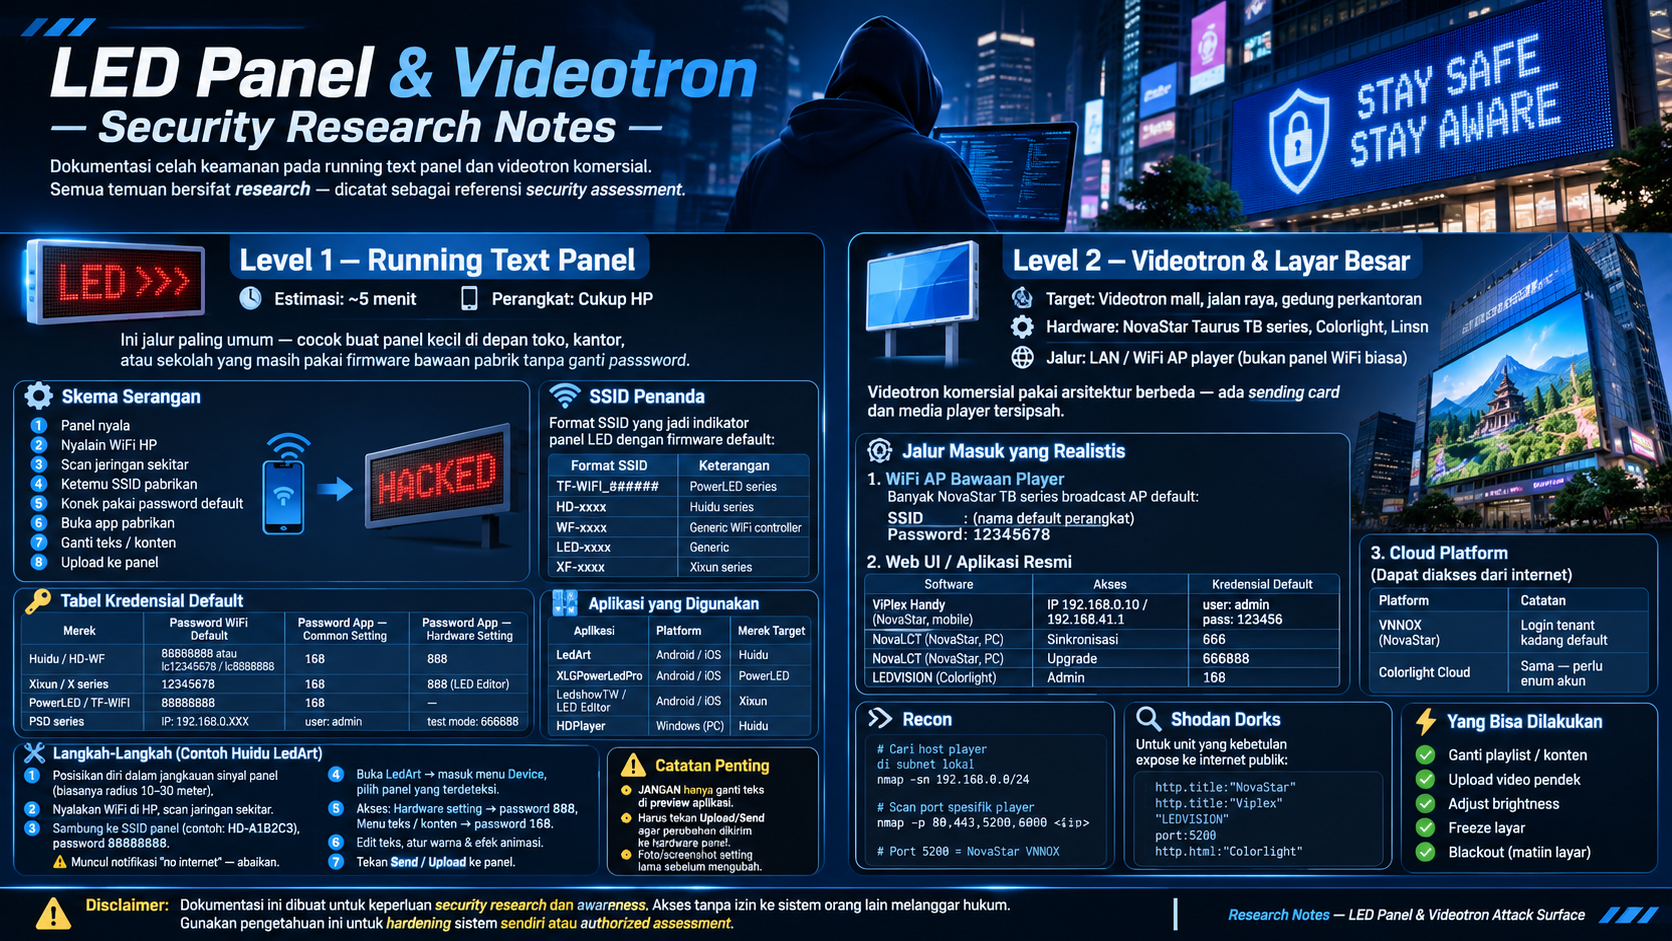 LED Panel & Videotron
— Security Research Notes —
Dokumentasi celah keamanan pada running text panel dan videotron komersial.
Semua temuan bersifat research — dicatat sebagai referensi security assessment.
STAY SAFE
STAY AWARE
LED >>>
Level 1 — Running Text Panel
Estimasi: ~5 menit
Perangkat: Cukup HP
Ini jalur paling umum — cocok buat panel kecil di depan toko, kantor,
atau sekolah yang masih pakai firmware bawaan pabrik tanpa ganti passsword.
Skema Serangan
1 Panel nyala
2 Nyalain WiFi HP
3 Scan jaringan sekitar
4 Ketemu SSID pabrikan
5 Konek pakai password default
6 Buka app pabrikan
7 Ganti teks / konten
8 Upload ke panel
HACKED
SSID Penanda
Format SSID yang jadi indikator
panel LED dengan firmware default:
Format SSID Keterangan
TF-WIFI_###### PowerLED series
HD-xxxx Huidu series
WF-xxxx Generic WiFi controller
LED-xxxx Generic
XF-xxxx Xixun series
Tabel Kredensial Default
Merek Password WiFi Default Password App — Common Setting Password App — Hardware Setting
Huidu / HD-WF 88888888 atau lc12345678 / lc8888888 168 888
Xixun / X series 12345678 168 888 (LED Editor)
PowerLED / TF-WIFI 88888888 168 —
PSD series IP: 192.168.0.XXX user: admin test mode: 666888
Aplikasi yang Digunakan
Aplikasi Platform Merek Target
LedArt Android / iOS Huidu
XLGPowerLedPro Android / iOS PowerLED
LedshowTW / LED Editor Android / iOS Xixun
HDPlayer Windows (PC) Huidu
Langkah-Langkah (Contoh Huidu LedArt)
1 Posisikan diri dalam jangkauan sinyal panel
(biasanya radius 10–30 meter),
2 Nyalakan WiFi di HP, scan jaringan sekitar.
3 Sambung ke SSID panel (contoh: HD-A1B2C3),
password 88888888.
Muncul notifikasi "no internet" — abaikan.
4 Buka LedArt → masuk menu Device,
pilih panel yang terdeteksi.
5 Akses: Hardware setting → password 888,
Menu teks / konten → password 168.
6 Edit teks, atur warna & efek animasi.
7 Tekan Send / Upload ke panel.
Catatan Penting
JANGAN hanya ganti teks
di preview aplikasi.
Harus tekan Upload/Send
agar perubahan dikirim
ke hardware panel.
Foto/screenshot setting
lama sebelum mengubah.
Level 2 — Videotron & Layar Besar
Target: Videotron mall, jalan raya, gedung perkantoran
Hardware: NovaStar Taurus TB series, Colorlight, Linsn
Jalur: LAN / WiFi AP player (bukan panel WiFi biasa)
Videotron komersial pakai arsitektur berbeda — ada sending card
dan media player tersipsah.
Jalur Masuk yang Realistis
1. WiFi AP Bawaan Player
Banyak NovaStar TB series broadcast AP default:
SSID : (nama default perangkat)
Password: 12345678
2. Web UI / Aplikasi Resmi
Software Akses Kredensial Default
ViPlex Handy (NovaStar, mobile) IP 192.168.0.10 / 192.168.41.1 user: admin pass: 123456
NovaLCT (NovaStar, PC) Sinkronisasi 666
NovaLCT (NovaStar, PC) Upgrade 666888
LEDVISION (Colorlight) Admin 168
3. Cloud Platform
(Dapat diakses dari internet)
Platform Catatan
VNNOX (NovaStar) Login tenant kadang default
Colorlight Cloud Sama — perlu enum akun
Recon
# Cari host player
di subnet lokal
nmap -sn 192.168.0.0/24
# Scan port spesifik player
nmap -p 80,443,5200,6000 <ip>
# Port 5200 = NovaStar VNNOX
Shodan Dorks
Untuk unit yang kebetulan
expose ke internet publik:
http.title:"NovaStar"
http.title:"Viplex"
"LEDVISION"
port:5200
http.html:"Colorlight"
Yang Bisa Dilakukan
Ganti playlist / konten
Upload video pendek
Adjust brightness
Freeze layar
Blackout (matiin layar)
Disclaimer: Dokumentasi ini dibuat untuk keperluan security research dan awareness. Akses tanpa izin ke sistem orang lain melanggar hukum.
Gunakan pengetahuan ini untuk hardening sistem sendiri atau authorized assessment.
Research Notes — LED Panel & Videotron Attack Surface